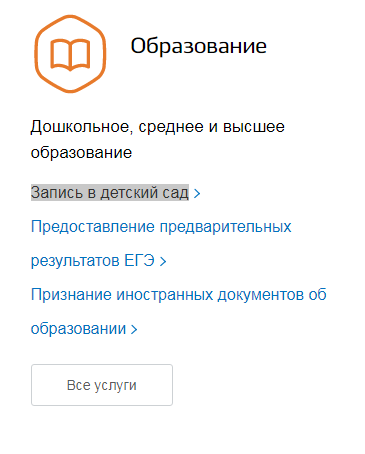 Образование
Дошкольное, среднее и высшее
образование
Запись в детский сад
Предоставление предварительных
результатов ЕГЭ
Признание иностранных документов об
образовании
Все услуги